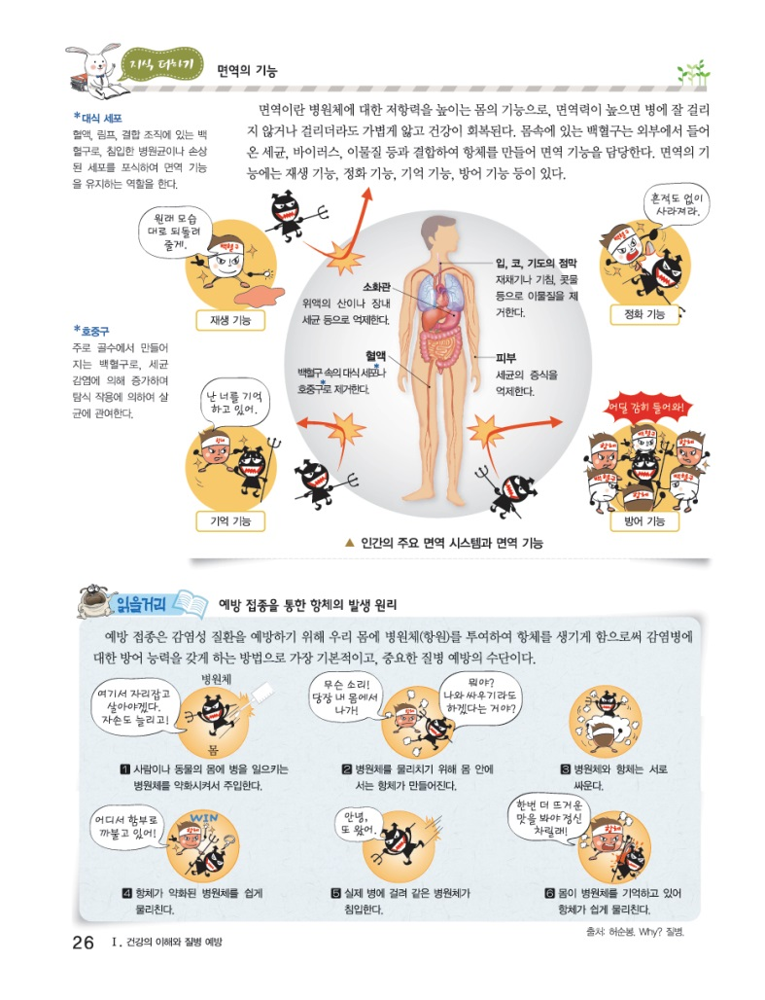 지식 더하기
면역의 기능
*대식 세포
혈액, 림프, 결합 조직에 있는 백
혈구로, 침입한 병원균이나 손상
된 세포를 포식하여 면역 기능
을 유지하는 역할을 한다.
면역이란 병원체에 대한 저항력을 높이는 몸의 기능으로, 면역력이 높으면 병에 잘 걸리
지 않거나 걸리더라도 가볍게 앓고 건강이 회복된다. 몸속에 있는 백혈구는 외부에서 들어
온 세균, 바이러스, 이물질 등과 결합하여 항체를 만들어 면역 기능을 담당한다. 면역의 기
능에는 재생 기능, 정화 기능, 기억 기능, 방어 기능 등이 있다.
원래 모습
대로 되돌려
줄게.
백혈구
재생 기능
흔적도 없이
사라져라.
백혈구
정화 기능
소화관
위액의 산이나 장내
세균 등으로 억제한다.
입, 코, 기도의 점막
재채기나 기침, 콧물
등으로 이물질을 제
거한다.
*호중구
주로 골수에서 만들어
지는 백혈구로, 세균
감염에 의해 증가하며
탐식 작용에 의하여 살
균에 관여한다.
혈액
백혈구 속의 대식 세포*나
호중구*로 제거한다.
피부
세균의 증식을
억제한다.
난 너를 기억
하고 있어.
항체
기억 기능
어딜 감히 들어와!
백혈구
항체
항체
백혈구
백혈구
항체
방어 기능
▲ 인간의 주요 면역 시스템과 면역 기능
읽을거리
예방 접종을 통한 항체의 발생 원리
예방 접종은 감염성 질환을 예방하기 위해 우리 몸에 병원체(항원)를 투여하여 항체를 생기게 함으로써 감염병에
대한 방어 능력을 갖게 하는 방법으로 가장 기본적이고, 중요한 질병 예방의 수단이다.
병원체
여기서 자리잡고
살아야겠다.
자손도 늘리고!
몸
1 사람이나 동물의 몸에 병을 일으키는
병원체를 약화시켜서 주입한다.
무슨 소리!
당장 내 몸에서
나가!
뭐야?
나와 싸우기라도
하겠다는 거야?
항체
2 병원체를 물리치기 위해 몸 안에
서는 항체가 만들어진다.
3 병원체와 항체는 서로
싸운다.
어디서 함부로
까불고 있어!
WIN
항체
4 항체가 약화된 병원체를 쉽게
물리친다.
안녕,
또 왔어.
5 실제 병에 걸려 같은 병원체가
침입한다.
한번 더 뜨거운
맛을 봐야 정신
차릴래!
항체
6 몸이 병원체를 기억하고 있어
항체가 쉽게 물리친다.
출처: 허순봉. Why? 질병.
26 Ⅰ. 건강의 이해와 질병 예방